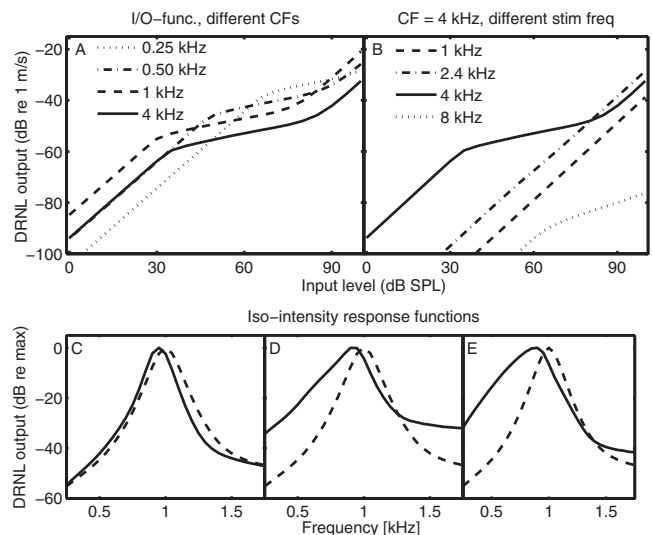 I/O−func., different CFs
CF = 4 kHz, different stim freq
DRNL output (dB re 1 m/s)
−20
−40
−60
−80
−100
A
0.25 kHz
0.50 kHz
1 kHz
4 kHz
B
1 kHz
2.4 kHz
4 kHz
8 kHz
0 30 60 90 0 30 60 90
Input level (dB SPL)
Iso−intensity response functions
DRNL output (dB re max)
0
−20
−40
−60
C D E
0.5 1 1.5 0.5 1 1.5 0.5 1 1.5
Frequency [kHz]